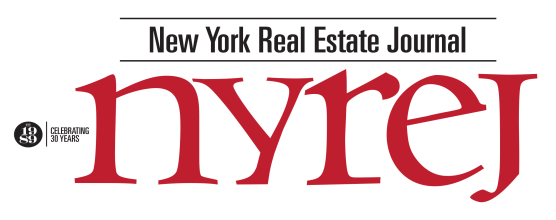 New York Real Estate Journal
nyrej
1989
CELEBRATING
30 YEARS